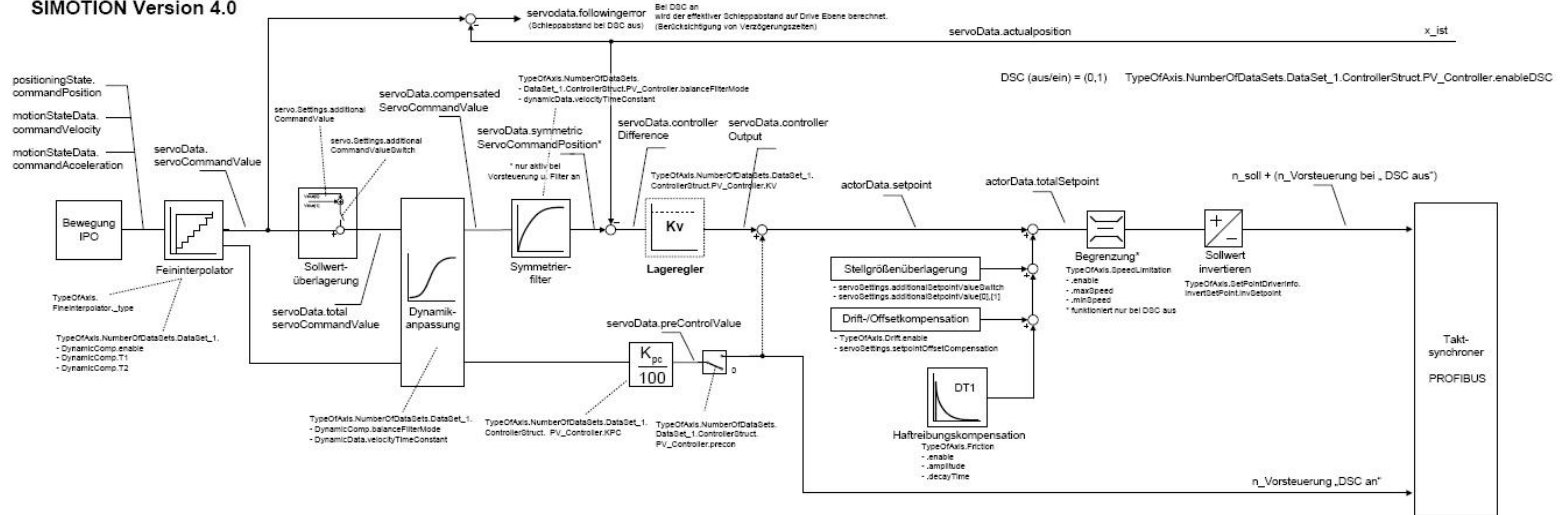 SIMOTION Version 4.0
servodata.followingerror
(Schleppabstand bei DSC aus)
Bei DSC an
wird der effektiver Schleppabstand auf Drive Ebene berechnet.
(Berücksichtigung von Verzögerungszeiten)
servoData.actualposition
x_ist
DSC (aus/ein) = (0,1) TypeOfAxis.NumberOfDataSets.DataSet_1.ControllerStruct.PV_Controller.enableDSC
positioningState.
commandPosition
motionStateData.
commandVelocity
motionStateData.
commandAcceleration
servoData.
servoCommandValue
servo.Settings.additional
CommandValue
servo.Settings.additional
CommandValueSwitch
servoData.compensated
ServoCommandValue
TypeOfAxis.NumberOfDataSets.
- DataSet_1.ControllerStruct.PV_Controller.balanceFilterMode
- dynamicData.velocityTimeConstant
servoData.symmetric
ServoCommandPosition*
* nur aktiv bei
Vorsteuerung u. Filter an
servoData.controller
Difference
servoData.controller
Output
TypeOfAxis.NumberOfDataSets.DataSet_1.
ControllerStruct.PV_Controller.KV
actorData.setpoint
actorData.totalSetpoint
n_soll + (n_Vorsteuerung bei „ DSC aus")
Bewegung
IPO
Feininterpolator
Sollwert-
überlagerung
Dynamik-
anpassung
Symmetrier-
filter
Kv
Lageregler
Begrenzung*
TypeOfAxis.SpeedLimitation
- .enable
- .maxSpeed
- .minSpeed
* funktioniert nur bei DSC aus
Sollwert
invertieren
TypeOfAxis.SetPointDriverInfo.
InvertSetPoint.invSetpoint
Stellgrößenüberlagerung
- servoSettings.additionalSetpointValueSwitch
- servoSettings.additionalSetpointValue[0],[1]
Drift-/Offsetkompensation
- TypeOfAxis.Drift.enable
- servoSettings.setpointOffsetCompensation
TypeOfAxis.
FineInterpolator._type
servoData.total
servoCommandValue
TypeOfAxis.NumberOfDataSets.DataSet_1.
- DynamicComp.enable
- DynamicComp.T1
- DynamicComp.T2
servoData.preControlValue
Kpc
100
0
TypeOfAxis.NumberOfDataSets.DataSet_1.
- DynamicComp.balanceFilterMode
- DynamicData.velocityTimeConstant
TypeOfAxis.NumberOfDataSets.DataSet_1.
ControllerStruct. PV_Controller.KPC
TypeOfAxis.NumberOfDataSets.
DataSet_1.ControllerStruct.
PV_Controller.precon
DT1
Haftreibungskompensation
TypeOfAxis.Friction
- .enable
- .amplitude
- .decayTime
n_Vorsteuerung „DSC an"
Takt-
synchroner
PROFIBUS